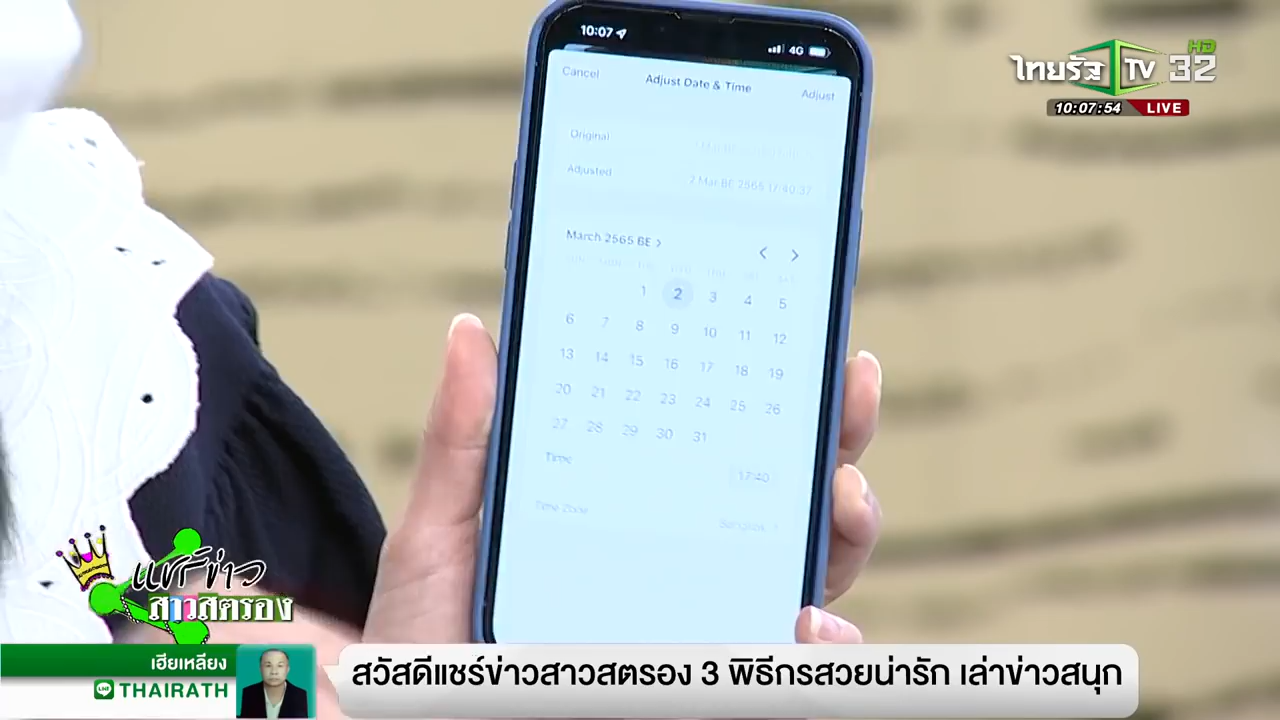 10:07
4G
ไทยรัฐ TV 32 HD
10:07:54 LIVE
Cancel
Adjust Date & Time
Adjust
Original
Adjusted
2 Mar BE 2565 17:40:37
March 2565 BE
1 2 3 4 5
6 7 8 9 10 11 12
13 14 15 16 17 18 19
20 21 22 23 24 25 26
27 28 29 30 31
Time
17:40
Time Zone
Bangkok
แชร์ข่าว
สาวสตรอง
เฮียเหลียง
LINE THAIRATH
สวัสดีแชร์ข่าวสาวสตรอง 3 พิธีกรสวยน่ารัก เล่าข่าวสนุก